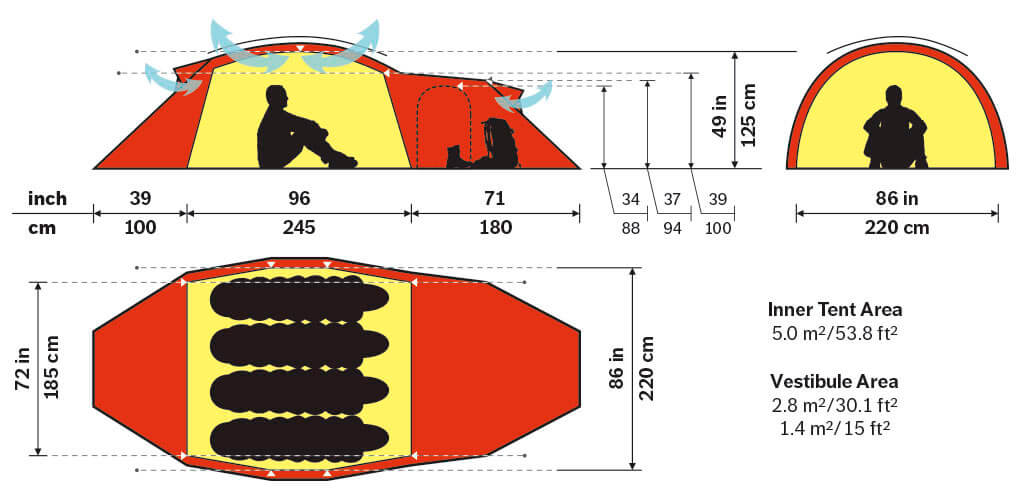 49 in
125 cm
inch 39 96 71 34 37 39
cm 100 245 180 88 94 100
86 in
220 cm
72 in
185 cm
86 in
220 cm
Inner Tent Area
5.0 m²/53.8 ft²
Vestibule Area
2.8 m²/30.1 ft²
1.4 m²/15 ft²